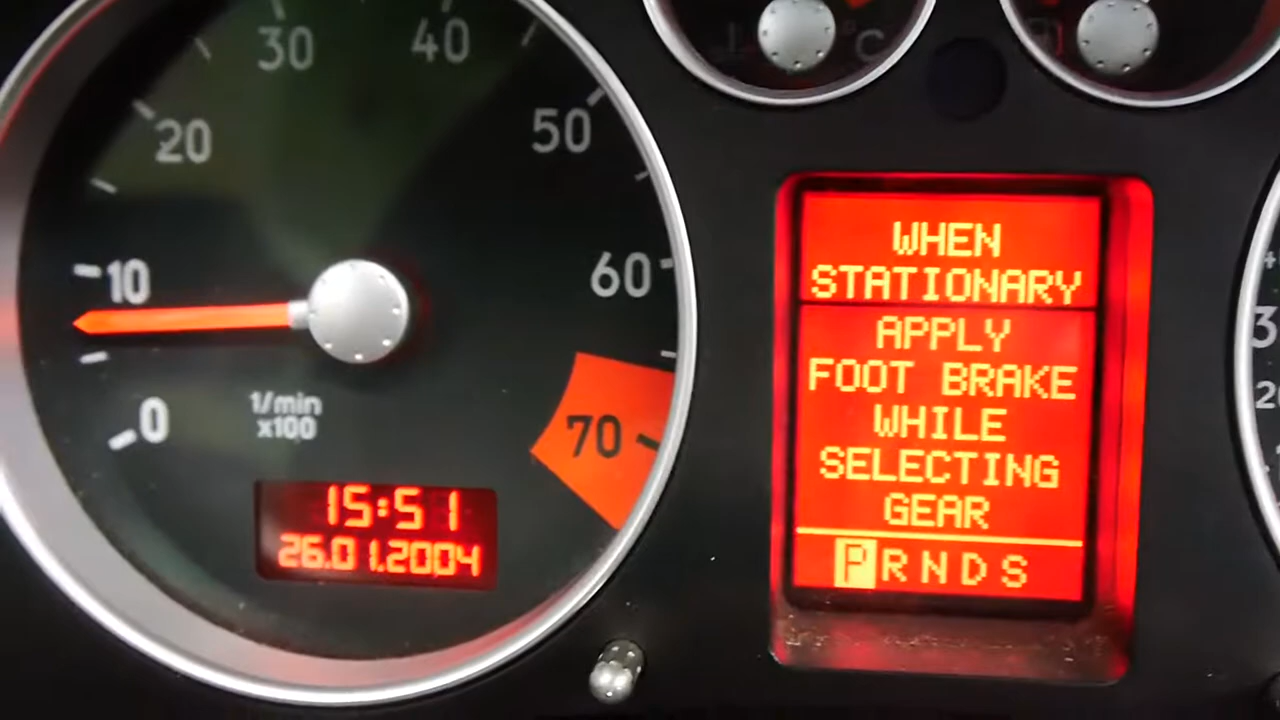 30
40
20
50
10
60
0
1/min
x100
70
15:51
26.01.2004
°C
WHEN
STATIONARY
APPLY
FOOT BRAKE
WHILE
SELECTING
GEAR
P R N D S